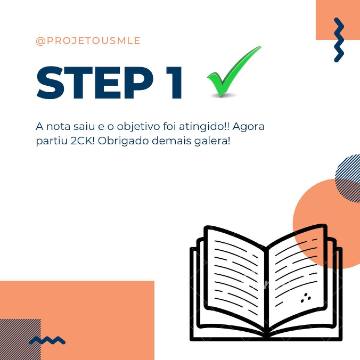 @PROJETOUSMLE
STEP 1
A nota saiu e o objetivo foi atingido!! Agora
partiu 2CK! Obrigado demais galera!